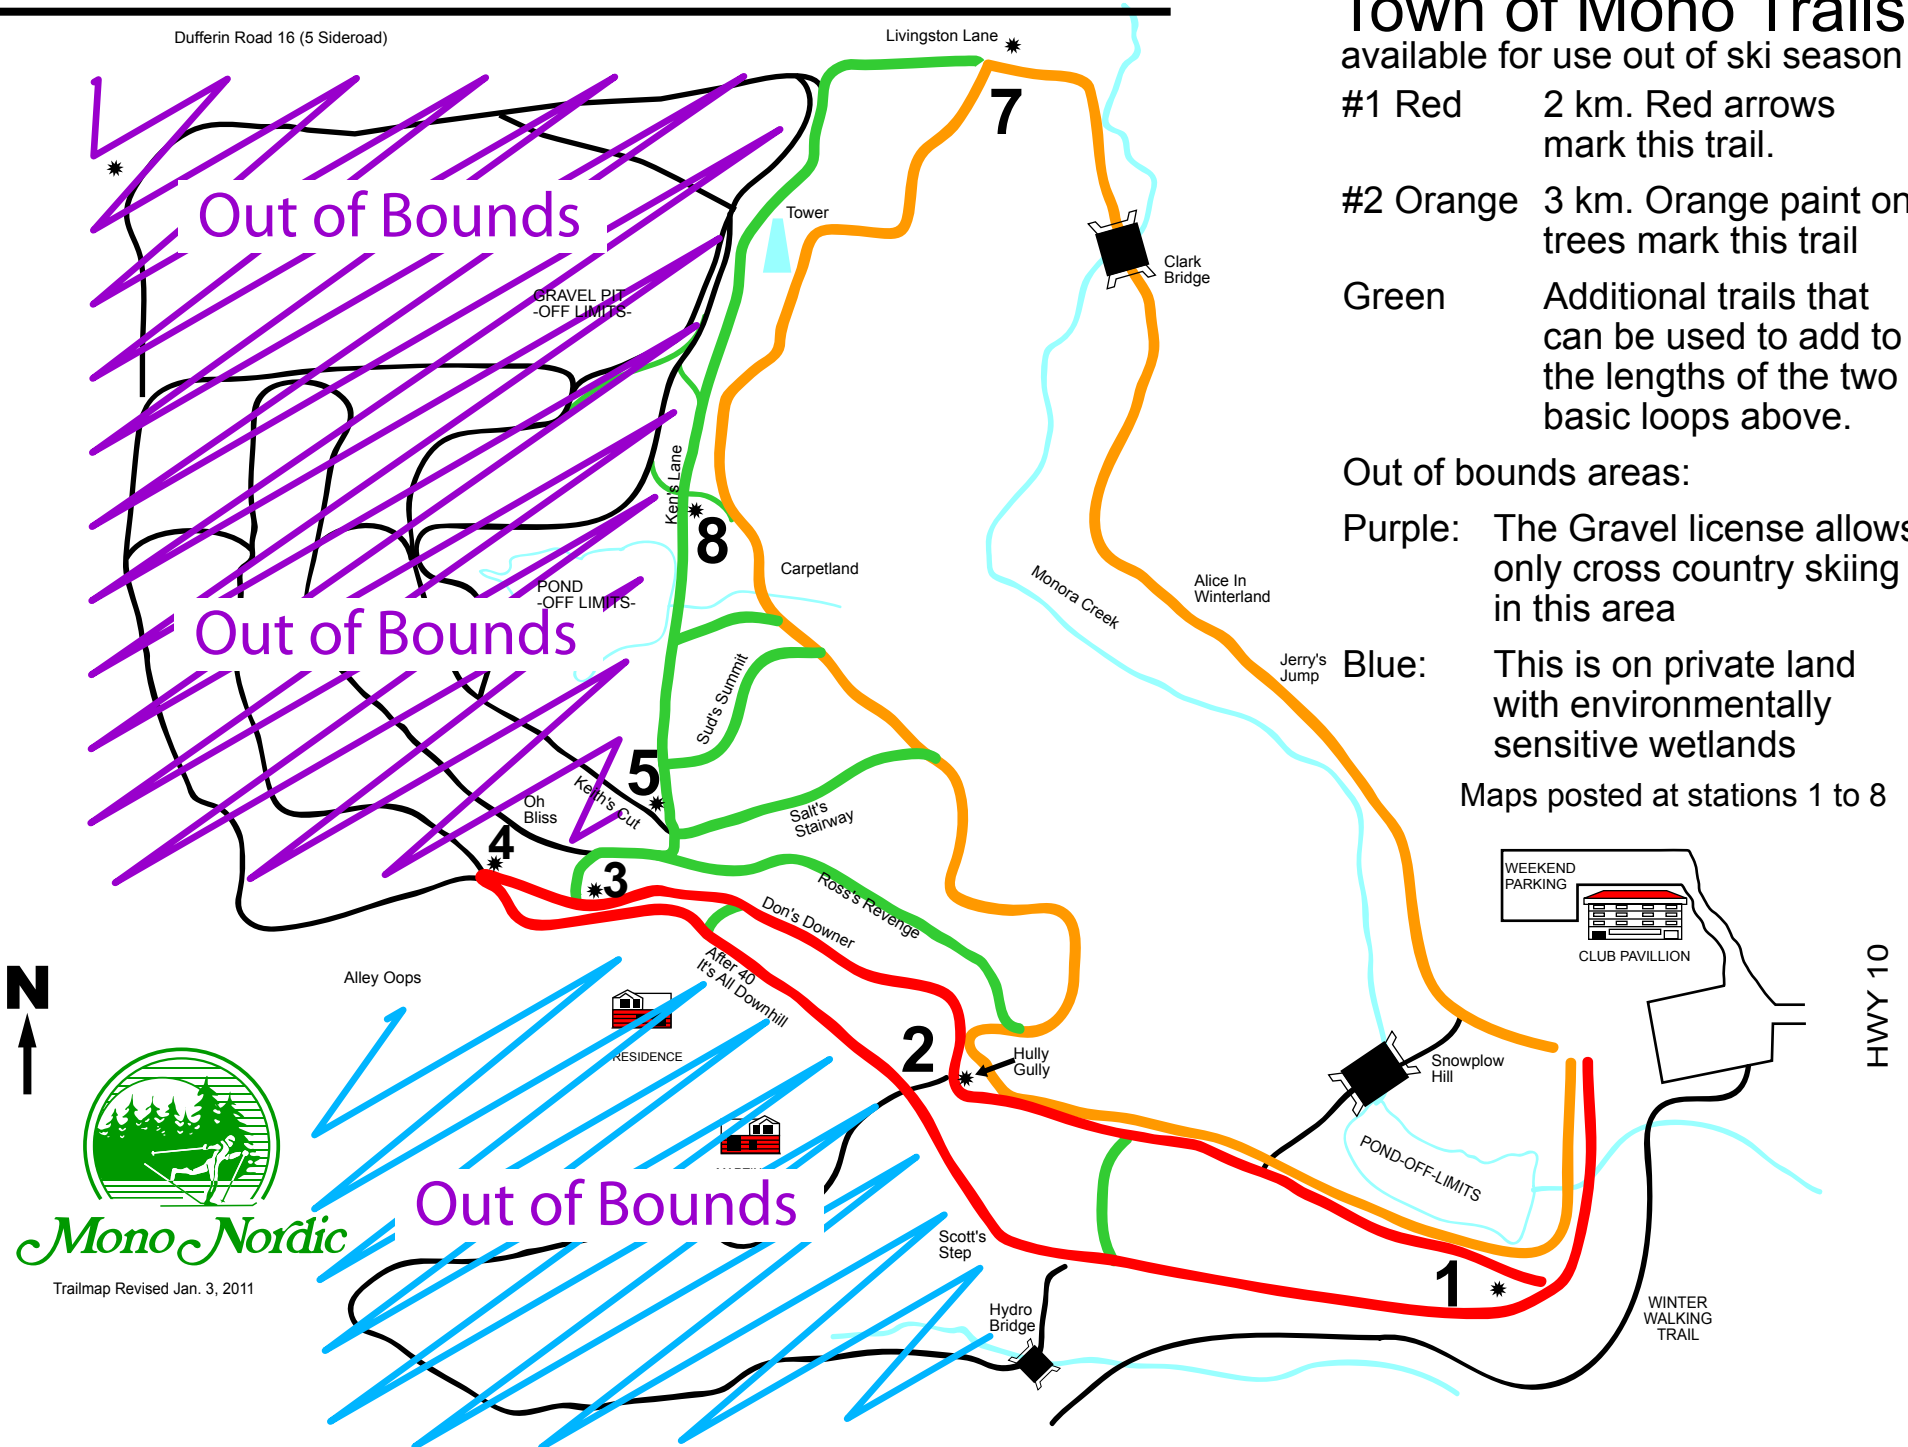 Town of Mono Trails
available for use out of ski season
#1 Red 2 km. Red arrows
mark this trail.
#2 Orange 3 km. Orange paint on
trees mark this trail
Green Additional trails that
can be used to add to
the lengths of the two
basic loops above.
Out of bounds areas:
Purple: The Gravel license allows
only cross country skiing
in this area
Blue: This is on private land
with environmentally
sensitive wetlands
Maps posted at stations 1 to 8
Dufferin Road 16 (5 Sideroad)
Livingston Lane
7
Out of Bounds
Tower
Clark
Bridge
GRAVEL PIT
-OFF LIMITS-
Ken's Lane
8
Carpetland
POND
-OFF LIMITS-
Out of Bounds
Monora Creek
Alice In
Winterland
Jerry's
Jump
Sud's Summit
5
Keith's Cut
Oh
Bliss
Salt's
Stairway
4
3
Ross's Revenge
Don's Downer
After 40
It's All Downhill
Alley Oops
RESIDENCE
2
Hully
Gully
Snowplow
Hill
WEEKEND
PARKING
CLUB PAVILLION
HWY 10
N
POND-OFF-LIMITS
Out of Bounds
Scott's
Step
1
Hydro
Bridge
WINTER
WALKING
TRAIL
Mono Nordic
Trailmap Revised Jan. 3, 2011